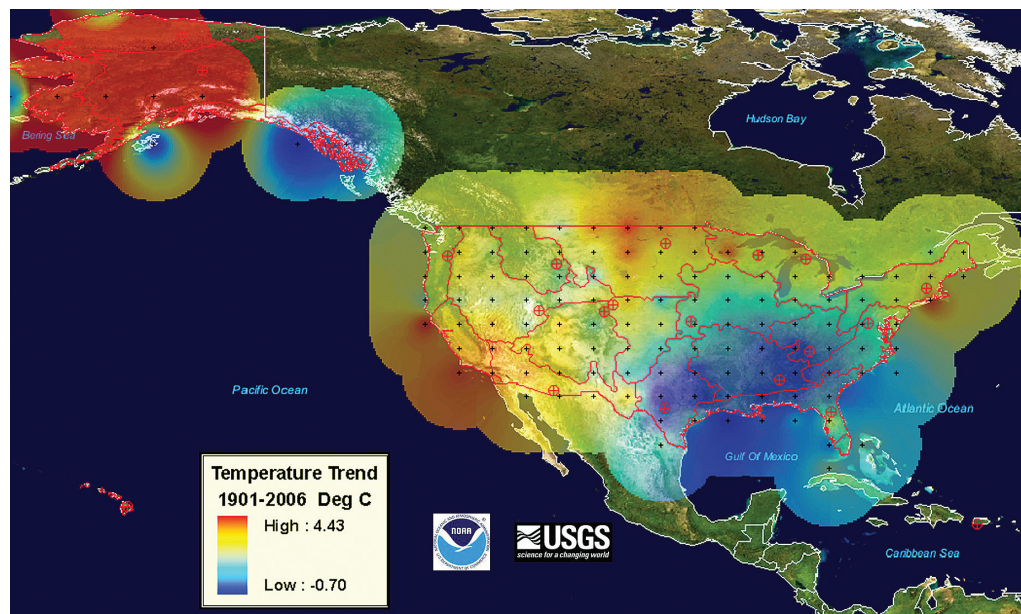 Hudson Bay
Bering Sea
Pacific Ocean
Atlantic Ocean
Gulf Of Mexico
Temperature Trend
1901-2006 Deg C
High : 4.43
Low : -0.70
NOAA
USGS
science for a changing world
Caribbean Sea